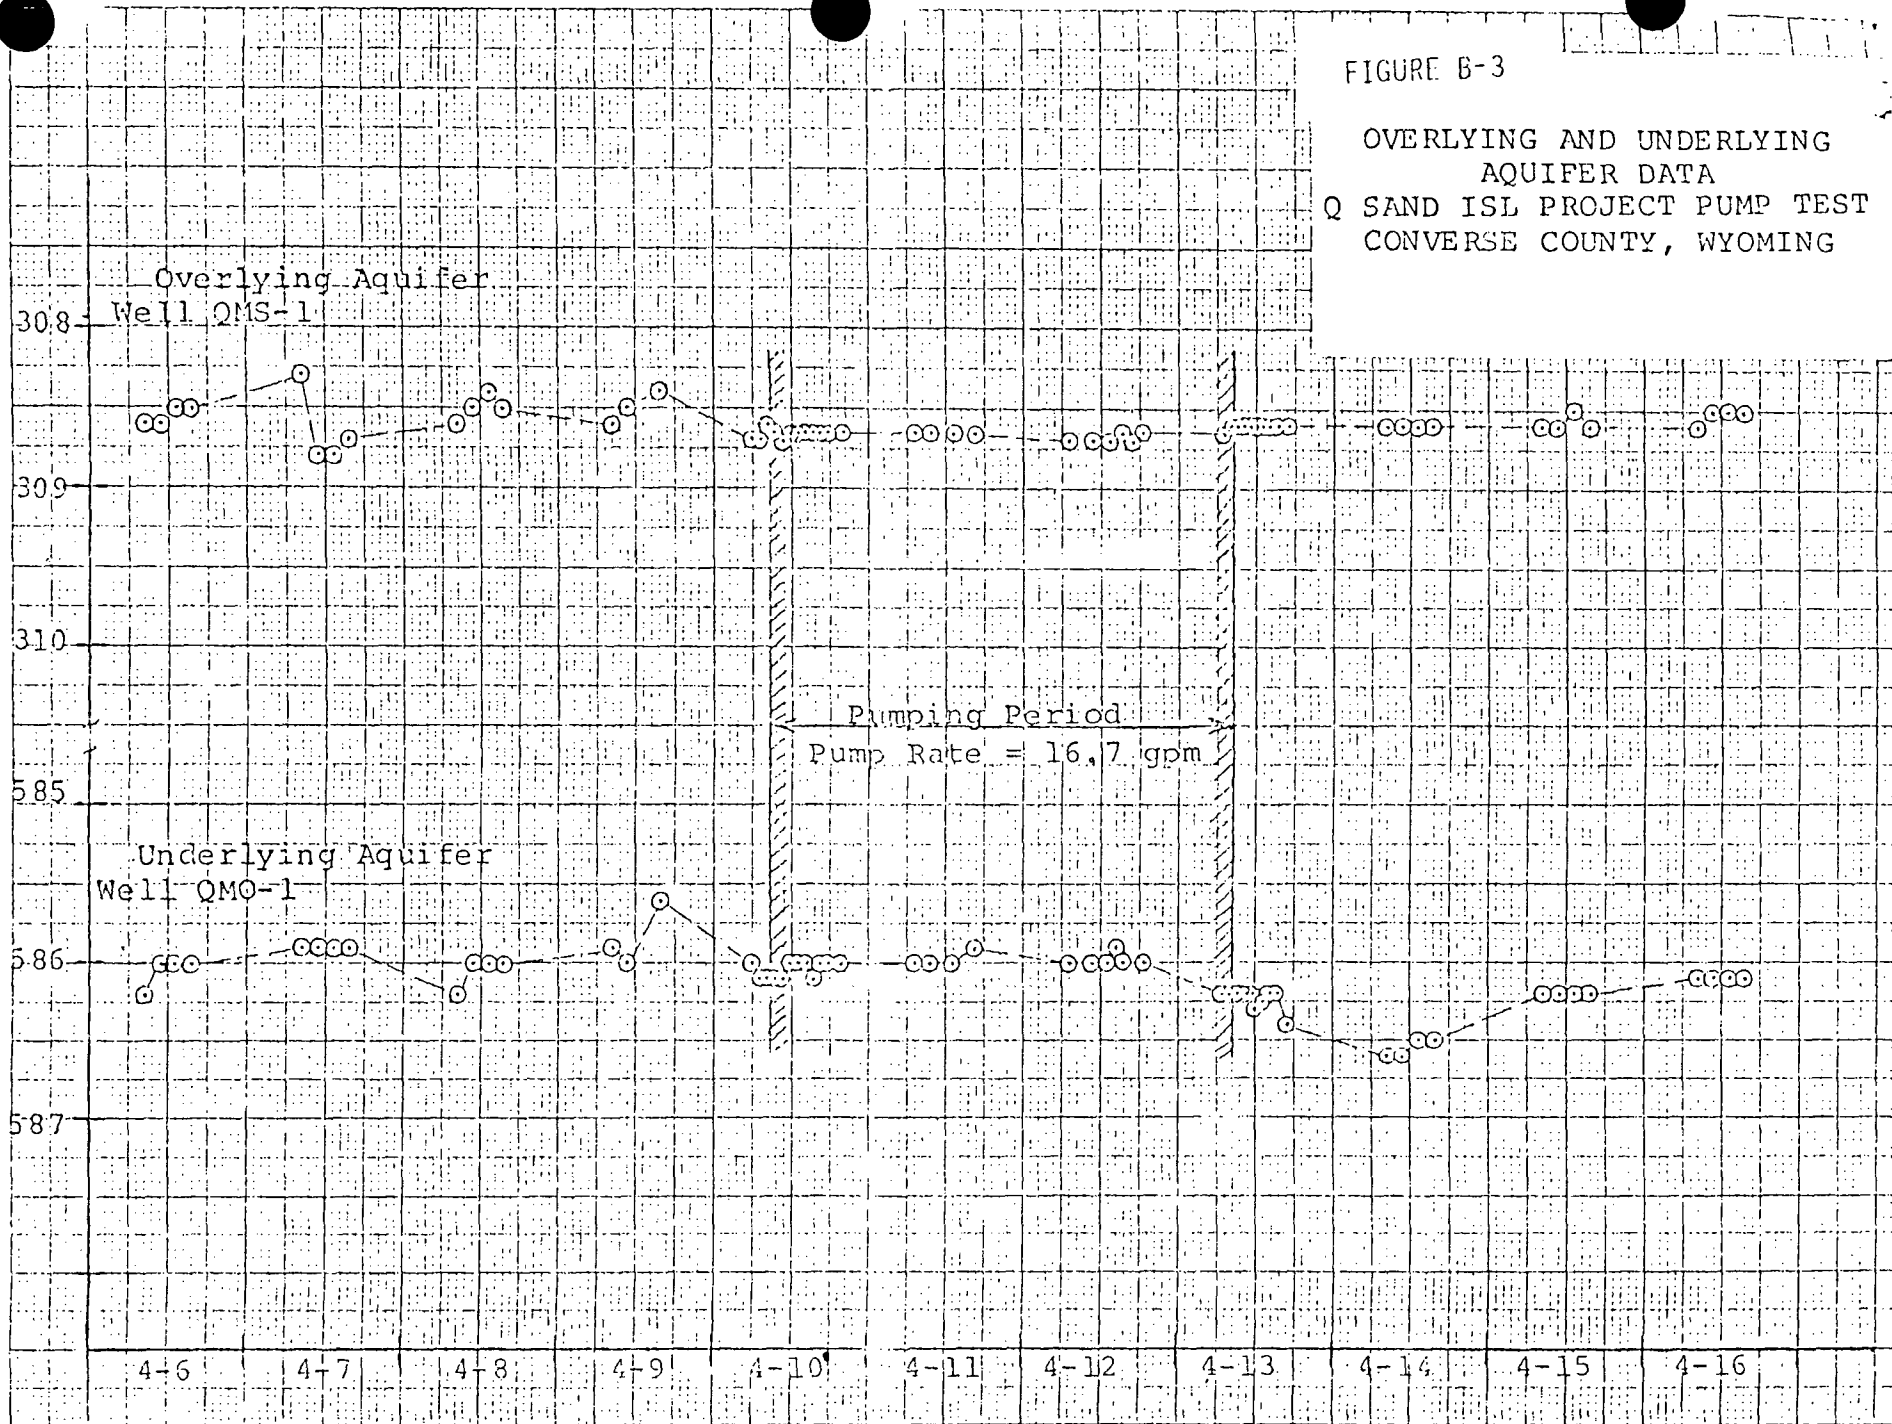 FIGURE B-3
OVERLYING AND UNDERLYING
AQUIFER DATA
Q SAND ISL PROJECT PUMP TEST
CONVERSE COUNTY, WYOMING
Overlying Aquifer
Well QMS-1
308
309
310
Pumping Period
Pump Rate = 16.7 gpm
585
Underlying Aquifer
Well QMO-1
586
587
4-6 4-7 4-8 4-9 4-10 4-11 4-12 4-13 4-14 4-15 4-16